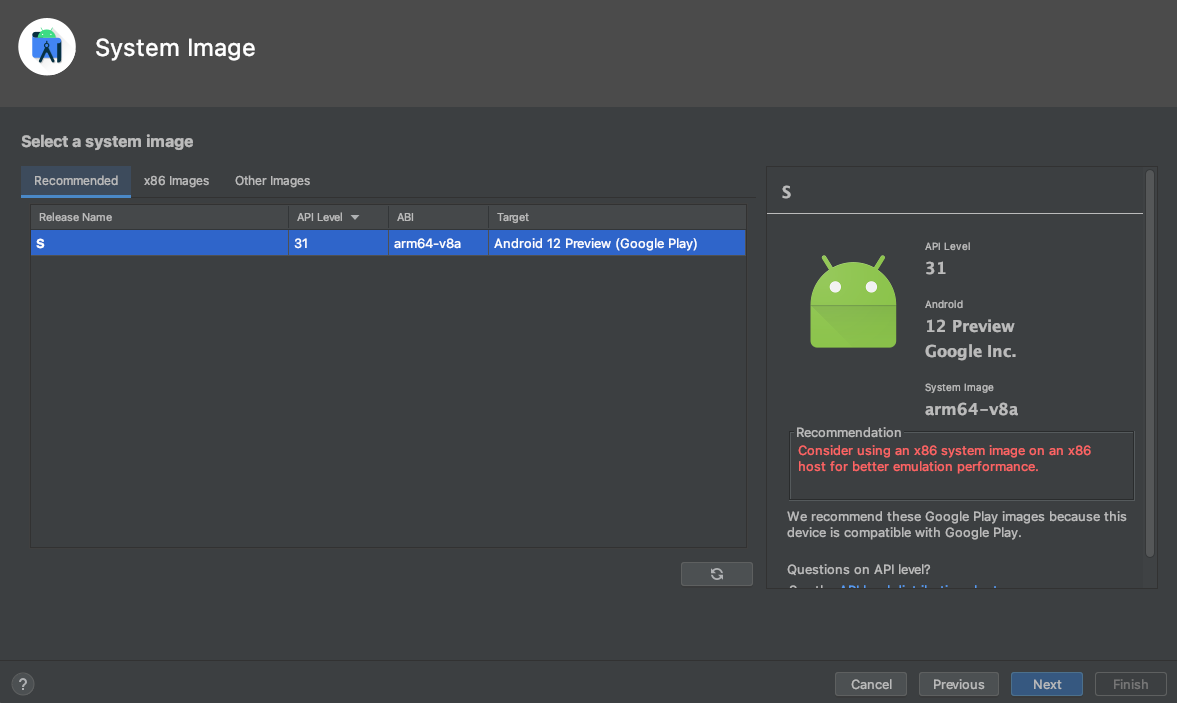 System Image
Select a system image
Recommended x86 Images Other Images
Release Name API Level ABI Target
S 31 arm64-v8a Android 12 Preview (Google Play)
S
API Level
31
Android
12 Preview
Google Inc.
System Image
arm64-v8a
Recommendation
Consider using an x86 system image on an x86
host for better emulation performance.
We recommend these Google Play images because this
device is compatible with Google Play.
Questions on API level?
? Cancel Previous Next Finish